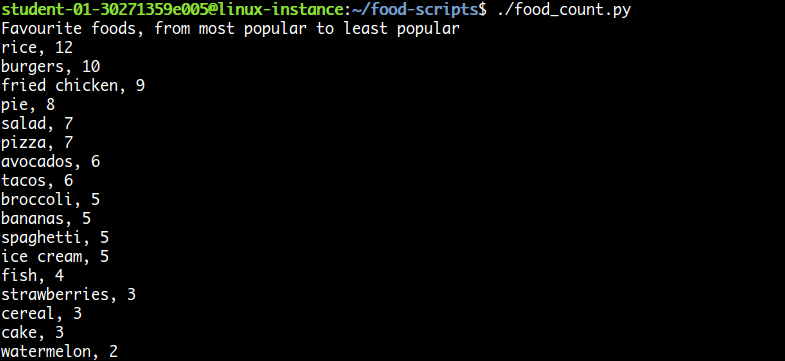 student-01-30271359e005@linux-instance:~/food-scripts$ ./food_count.py
Favourite foods, from most popular to least popular
rice, 12
burgers, 10
fried chicken, 9
pie, 8
salad, 7
pizza, 7
avocados, 6
tacos, 6
broccoli, 5
bananas, 5
spaghetti, 5
ice cream, 5
fish, 4
strawberries, 3
cereal, 3
cake, 3
watermelon, 2